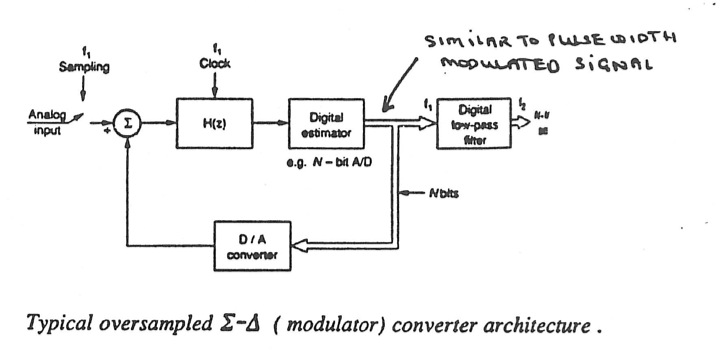 SIMILAR TO PULSE WIDTH
MODULATED SIGNAL
f₁
Sampling
f₁
Clock
Analog
input
+
Σ
H(z)
Digital
estimator
e.g. N – bit A/D
f₁
Digital
low-pass
filter
f₂
N bits
D / A
converter
Typical oversampled Σ-Δ ( modulator) converter architecture .